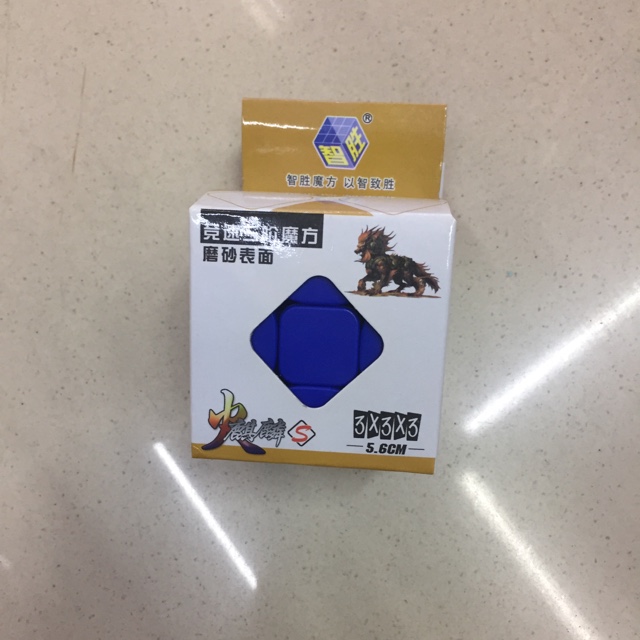 智胜
®
智胜魔方 以智致胜
竞速三阶魔方
磨砂表面
火麒麟 S
3X3X3
5.6CM